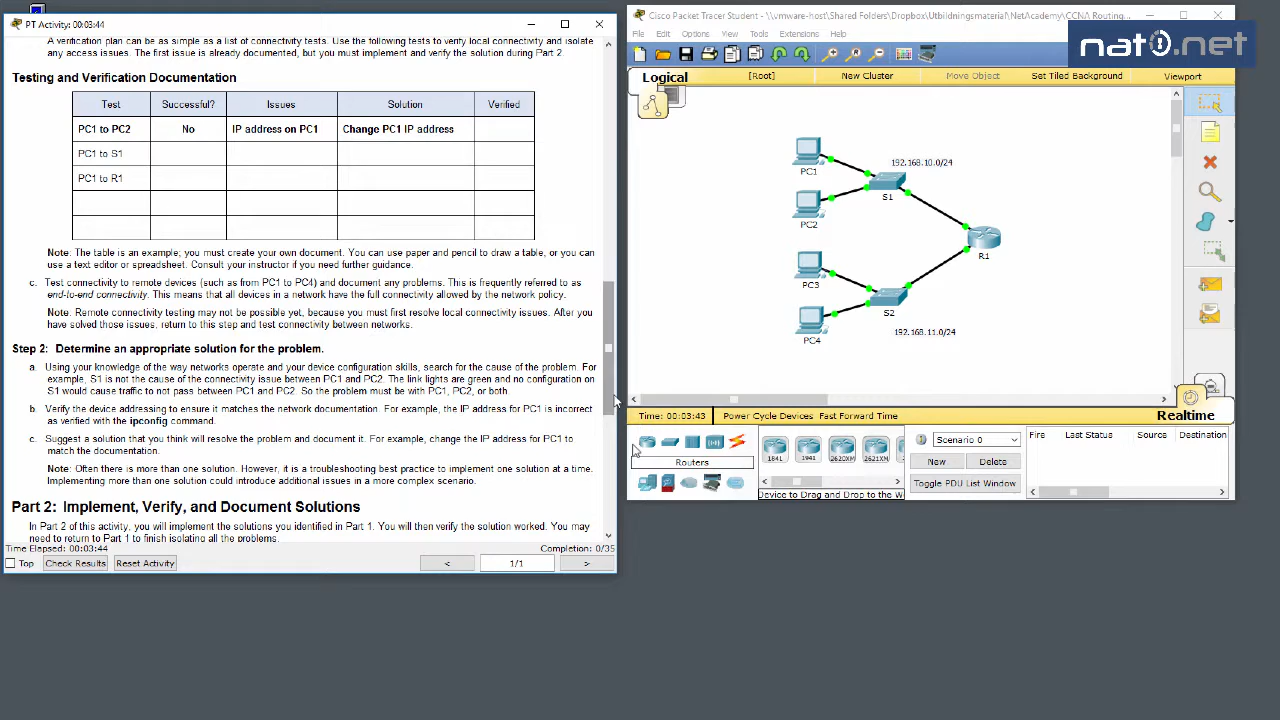 PT Activity: 00:03:44
A verification plan can be as simple as a list of connectivity tests. Use the following tests to verify local connectivity and isolate
any access issues. The first issue is already documented, but you must implement and verify the solution during Part 2.
Testing and Verification Documentation
Test Successful? Issues Solution Verified
PC1 to PC2 No IP address on PC1 Change PC1 IP address
PC1 to S1
PC1 to R1
Note: The table is an example; you must create your own document. You can use paper and pencil to draw a table, or you can
use a text editor or spreadsheet. Consult your instructor if you need further guidance.
c. Test connectivity to remote devices (such as from PC1 to PC4) and document any problems. This is frequently referred to as
end-to-end connectivity. This means that all devices in a network have the full connectivity allowed by the network policy.
Note: Remote connectivity testing may not be possible yet, because you must first resolve local connectivity issues. After you
have solved those issues, return to this step and test connectivity between networks.
Step 2: Determine an appropriate solution for the problem.
a. Using your knowledge of the way networks operate and your device configuration skills, search for the cause of the problem. For
example, S1 is not the cause of the connectivity issue between PC1 and PC2. The link lights are green and no configuration on
S1 would cause traffic to not pass between PC1 and PC2. So the problem must be with PC1, PC2, or both
b. Verify the device addressing to ensure it matches the network documentation. For example, the IP address for PC1 is incorrect
as verified with the ipconfig command.
c. Suggest a solution that you think will resolve the problem and document it. For example, change the IP address for PC1 to
match the documentation.
Note: Often there is more than one solution. However, it is a troubleshooting best practice to implement one solution at a time.
Implementing more than one solution could introduce additional issues in a more complex scenario.
Part 2: Implement, Verify, and Document Solutions
In Part 2 of this activity, you will implement the solutions you identified in Part 1. You will then verify the solution worked. You may
need to return to Part 1 to finish isolating all the problems.
Time Elapsed: 00:03:44 Completion: 0/35
Top Check Results Reset Activity < 1/1 >
Cisco Packet Tracer Student - \\vmware-host\Shared Folders\Dropbox\Utbildningsmaterial\NetAcademy\CCNA Routing...
File Edit Options View Tools Extensions Help
nat0.net
Logical [Root] New Cluster Move Object Set Tiled Background Viewport
PC1
192.168.10.0/24
S1
PC2
R1
PC3
S2
192.168.11.0/24
PC4
Time: 00:03:43 Power Cycle Devices Fast Forward Time Realtime
Routers
1841 1941 2620XM 2621XM
Device to Drag and Drop to the W
Scenario 0
New Delete
Toggle PDU List Window
Fire Last Status Source Destination